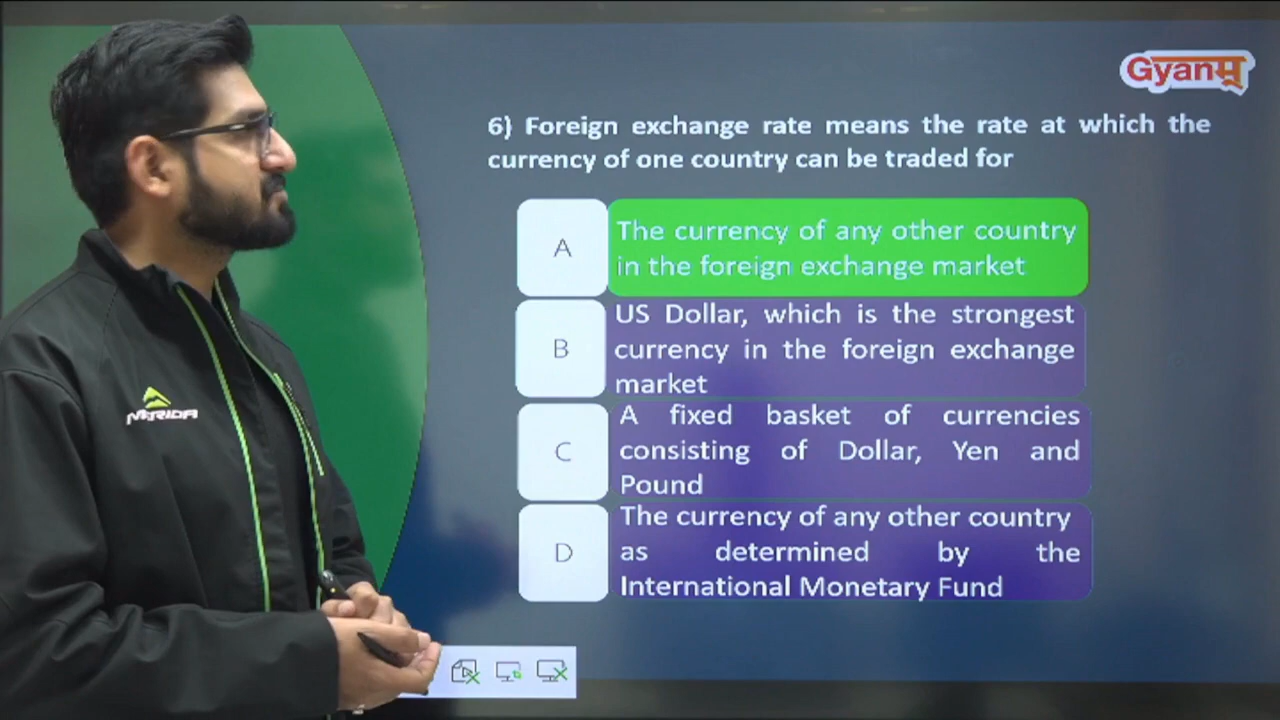 Gyanम्
6) Foreign exchange rate means the rate at which the
currency of one country can be traded for
A
The currency of any other country
in the foreign exchange market
B
US Dollar, which is the strongest
currency in the foreign exchange
market
C
A fixed basket of currencies
consisting of Dollar, Yen and
Pound
D
The currency of any other country
as determined by the
International Monetary Fund
MERIDA